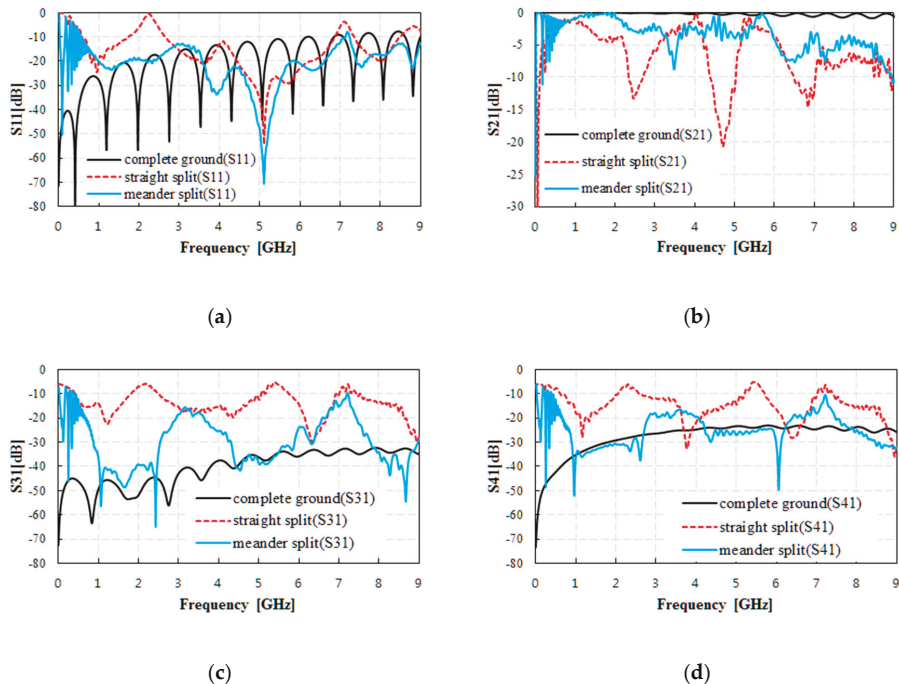 0
-10
-20
-30
-40
-50
-60
-70
-80
S11[dB]
complete ground(S11)
straight split(S11)
meander split(S11)
0 1 2 3 4 5 6 7 8 9
Frequency [GHz]
(a)
0
-5
-10
-15
-20
-25
-30
S21[dB]
complete ground(S21)
straight split(S21)
meander split(S21)
0 1 2 3 4 5 6 7 8 9
Frequency [GHz]
(b)
0
-10
-20
-30
-40
-50
-60
-70
-80
S31[dB]
complete ground(S31)
straight split(S31)
meander split(S31)
0 1 2 3 4 5 6 7 8 9
Frequency [GHz]
(c)
0
-10
-20
-30
-40
-50
-60
-70
-80
S41[dB]
complete ground(S41)
straight split(S41)
meander split(S41)
0 1 2 3 4 5 6 7 8 9
Frequency [GHz]
(d)